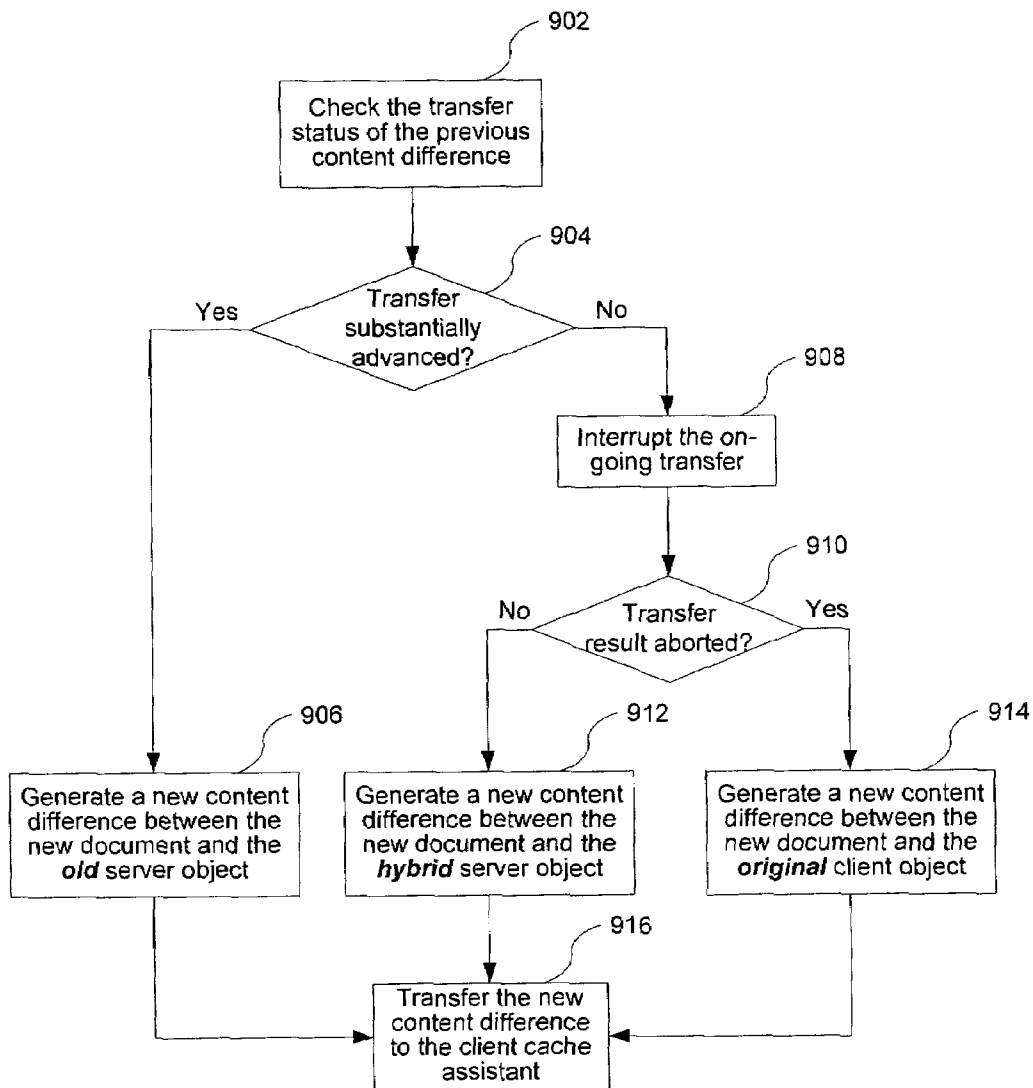 902
Check the transfer
status of the previous
content difference
904
Transfer
substantially
advanced?
Yes
No
908
Interrupt the on-
going transfer
910
Transfer
result aborted?
No
Yes
906
Generate a new content
difference between the
new document and the
old server object
912
Generate a new content
difference between the
new document and the
hybrid server object
914
Generate a new content
difference between the
new document and the
original client object
916
Transfer the new
content difference
to the client cache
assistant